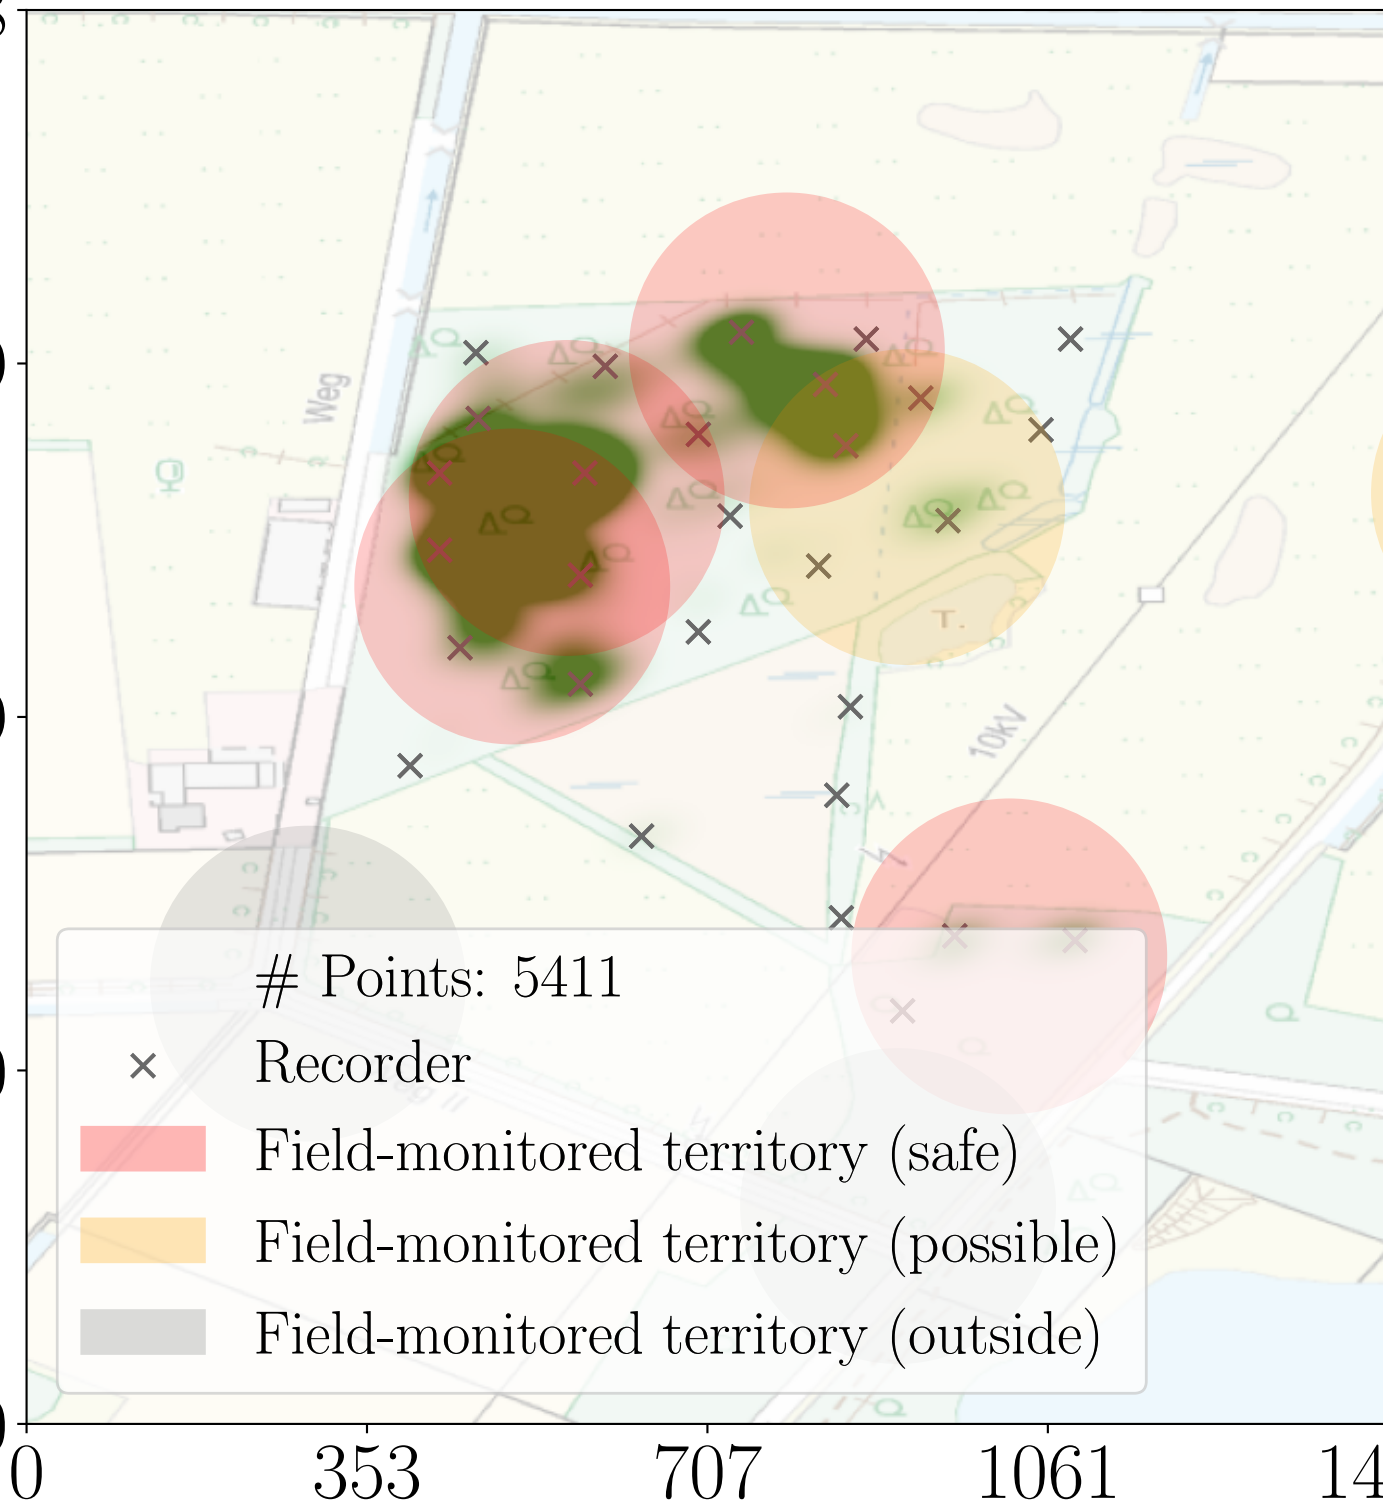 Weg
T.
10kV
# Points: 5411
Recorder
Field-monitored territory (safe)
Field-monitored territory (possible)
Field-monitored territory (outside)
0
353
707
1061
14